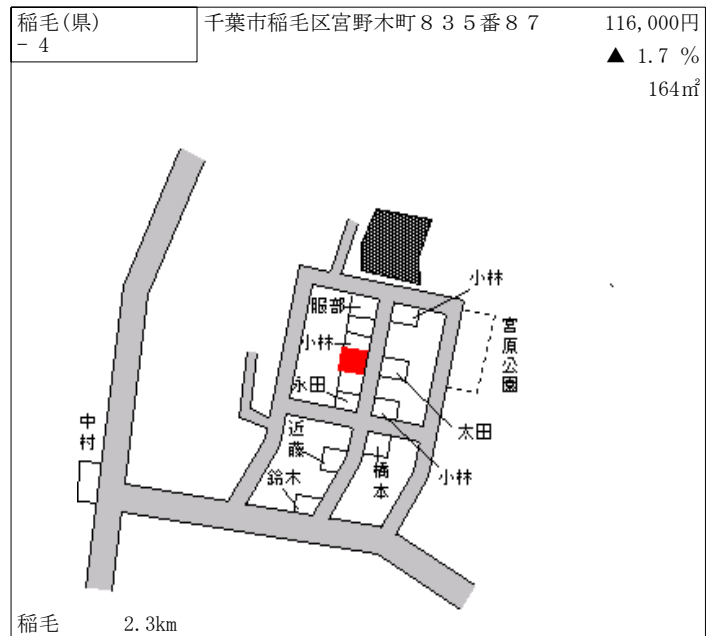 稲毛(県)
- 4
千葉市稲毛区宮野木町８３５番８７
116,000円
▲ 1.7 %
164㎡
小林
服部
宮原公園
小林
永田
太田
中村
近藤
鈴木
橋本
小林
稲毛 2.3km